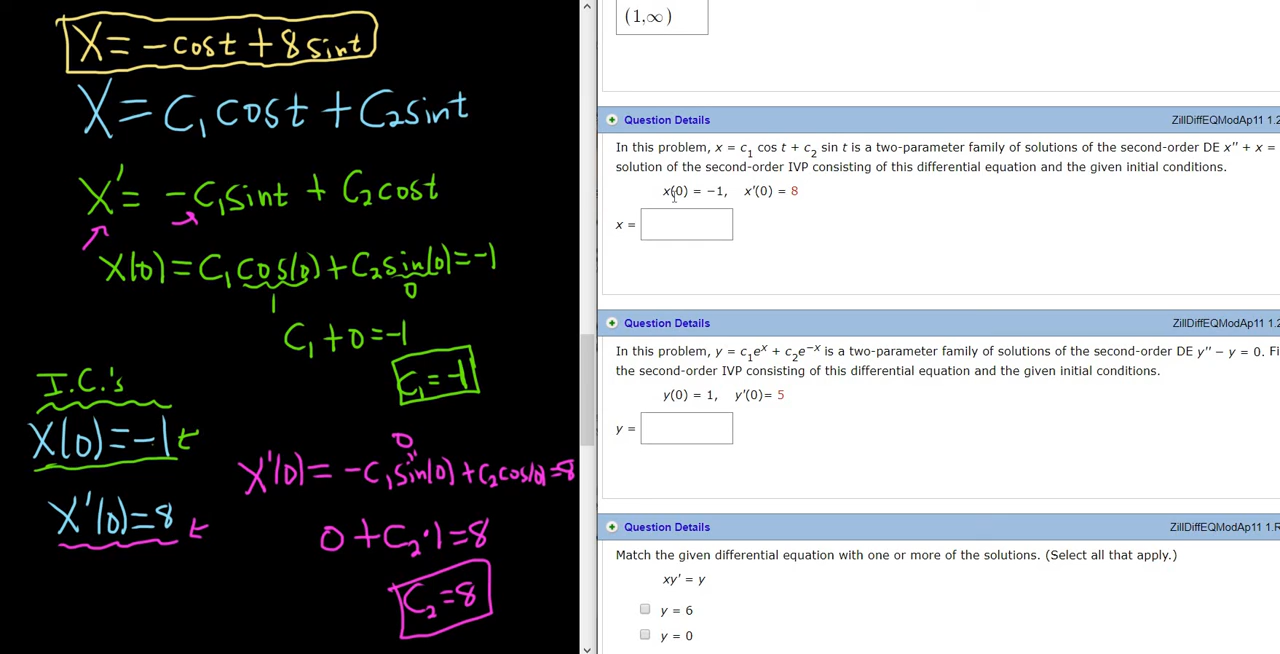 X = -cost + 8sint
X = C₁cost + C₂sint
X' = -C₁sint + C₂cost
X(0) = C₁cos(0) + C₂sin(0) = -1
1
0
C₁ + 0 = -1
C₁ = -1
I.C.'s
X(0) = -1 t
X'(0) = 8 t
0
X'(0) = -C₁sin(0) + C₂cos(0) = 8
0 + C₂·1 = 8
C₂ = 8
(1,∞)
Question Details ZillDiffEQModAp11 1.2
In this problem, x = c₁ cos t + c₂ sin t is a two-parameter family of solutions of the second-order DE x'' + x =
solution of the second-order IVP consisting of this differential equation and the given initial conditions.
x(0) = −1, x'(0) = 8
x =
Question Details ZillDiffEQModAp11 1.2
In this problem, y = c₁eˣ + c₂e⁻ˣ is a two-parameter family of solutions of the second-order DE y'' − y = 0. Fi
the second-order IVP consisting of this differential equation and the given initial conditions.
y(0) = 1, y'(0)= 5
y =
Question Details ZillDiffEQModAp11 1.R
Match the given differential equation with one or more of the solutions. (Select all that apply.)
xy' = y
y = 6
y = 0